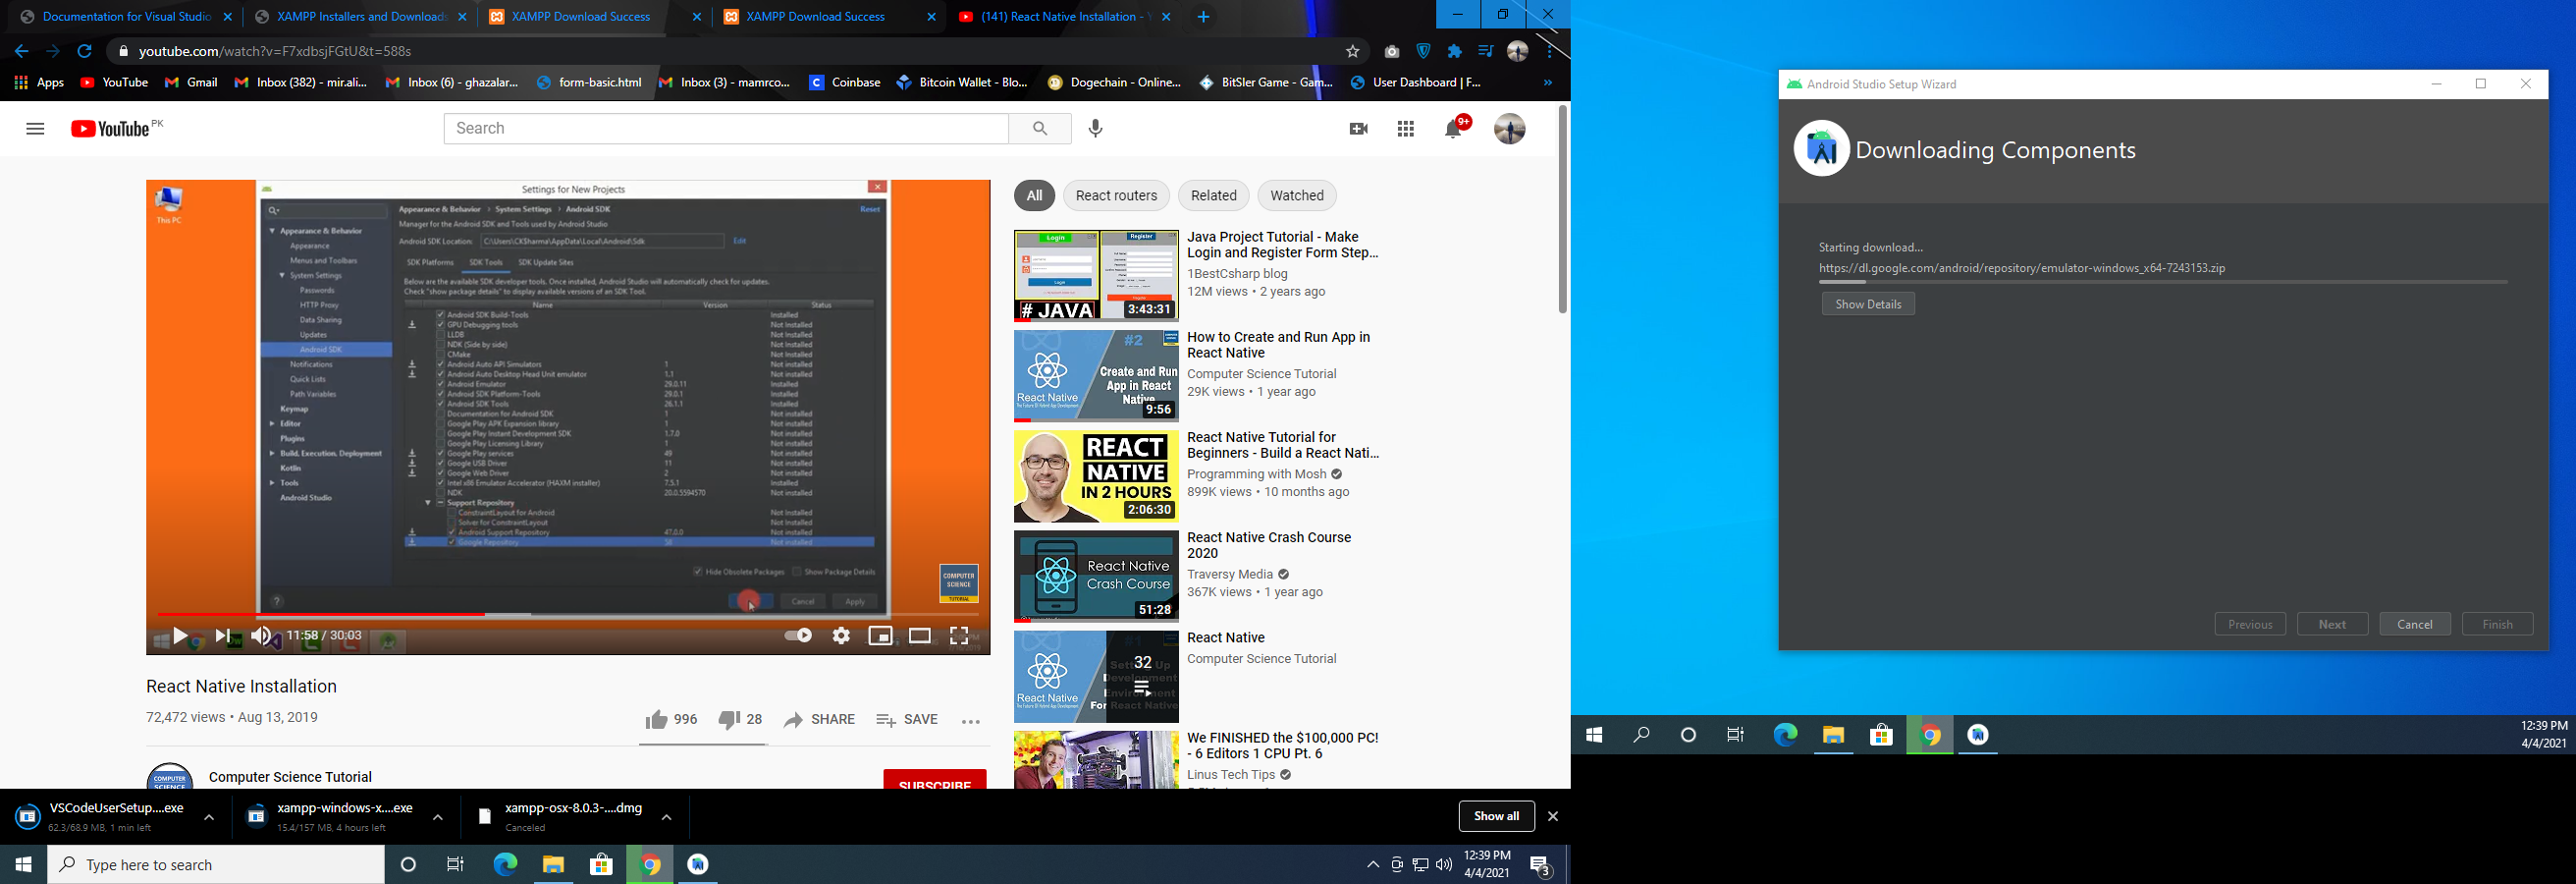 Documentation for Visual Studio
XAMPP Installers and Downloads
XAMPP Download Success
XAMPP Download Success
(141) React Native Installation -
youtube.com/watch?v=F7xdbsjFGtU&t=588s
Apps
YouTube
Gmail
Inbox (382) - mir.ali...
Inbox (6) - ghazalar...
form-basic.html
Inbox (3) - mamrco...
Coinbase
Bitcoin Wallet - Blo...
Dogechain - Online...
BitSler Game - Gam...
User Dashboard | F...
»
YouTube PK
Search
9+
This PC
Settings for New Projects
Appearance & Behavior
Appearance
Menus and Toolbars
System Settings
Passwords
HTTP Proxy
Data Sharing
Updates
Android SDK
Notifications
Quick Lists
Path Variables
Keymap
Editor
Plugins
Build, Execution, Deployment
Kotlin
Tools
Android Studio
Appearance & Behavior › System Settings › Android SDK
Reset
Manager for the Android SDK and Tools used by Android Studio
Android SDK Location: C:\Users\CKSharma\AppData\Local\Android\Sdk Edit
SDK Platforms SDK Tools SDK Update Sites
Below are the available SDK developer tools. Once installed, Android Studio will automatically check for updates.
Check "show package details" to display available versions of an SDK Tool.
Name Version Status
Android SDK Build-Tools Installed
GPU Debugging tools Not Installed
LLDB Not Installed
NDK (Side by side) Not Installed
CMake Not Installed
Android Auto API Simulators 1 Not installed
Android Auto Desktop Head Unit emulator 1.1 Not installed
Android Emulator 29.0.11 Installed
Android SDK Platform-Tools 29.0.1 Installed
Android SDK Tools 26.1.1 Installed
Documentation for Android SDK 1 Not installed
Google Play APK Expansion library 1 Not installed
Google Play Instant Development SDK 1.7.0 Not installed
Google Play Licensing Library 1 Not installed
Google Play services 49 Not installed
Google USB Driver 11 Not installed
Google Web Driver 2 Not installed
Intel x86 Emulator Accelerator (HAXM installer) 7.5.1 Installed
NDK 20.0.5594570 Not installed
Support Repository
ConstraintLayout for Android Not Installed
Solver for ConstraintLayout Not Installed
Android Support Repository 47.0.0 Not installed
Google Repository 58 Not installed
Hide Obsolete Packages Show Package Details
? Cancel Apply
COMPUTER
SCIENCE
TUTORIAL
11:58 / 30:03
React Native Installation
72,472 views • Aug 13, 2019
996 28 SHARE SAVE
Computer Science Tutorial
SUBSCRIBE
All
React routers
Related
Watched
Login
Register
# JAVA
3:43:31
Java Project Tutorial - Make
Login and Register Form Step...
1BestCsharp blog
12M views • 2 years ago
#2
Create and Run
App in React
Native
React Native
9:56
How to Create and Run App in
React Native
Computer Science Tutorial
29K views • 1 year ago
REACT
NATIVE
IN 2 HOURS
2:06:30
React Native Tutorial for
Beginners - Build a React Nati...
Programming with Mosh
899K views • 10 months ago
React Native
Crash Course
51:28
React Native Crash Course
2020
Traversy Media
367K views • 1 year ago
#1
Setting Up
Development
Environment
For React Native
React Native
32
React Native
Computer Science Tutorial
We FINISHED the $100,000 PC!
- 6 Editors 1 CPU Pt. 6
Linus Tech Tips
VSCodeUserSetup....exe
62.3/68.9 MB, 1 min left
xampp-windows-x....exe
15.4/157 MB, 4 hours left
xampp-osx-8.0.3-....dmg
Canceled
Show all
Type here to search
12:39 PM
4/4/2021
3
Android Studio Setup Wizard
Downloading Components
Starting download...
https://dl.google.com/android/repository/emulator-windows_x64-7243153.zip
Show Details
Previous
Next
Cancel
Finish
12:39 PM
4/4/2021